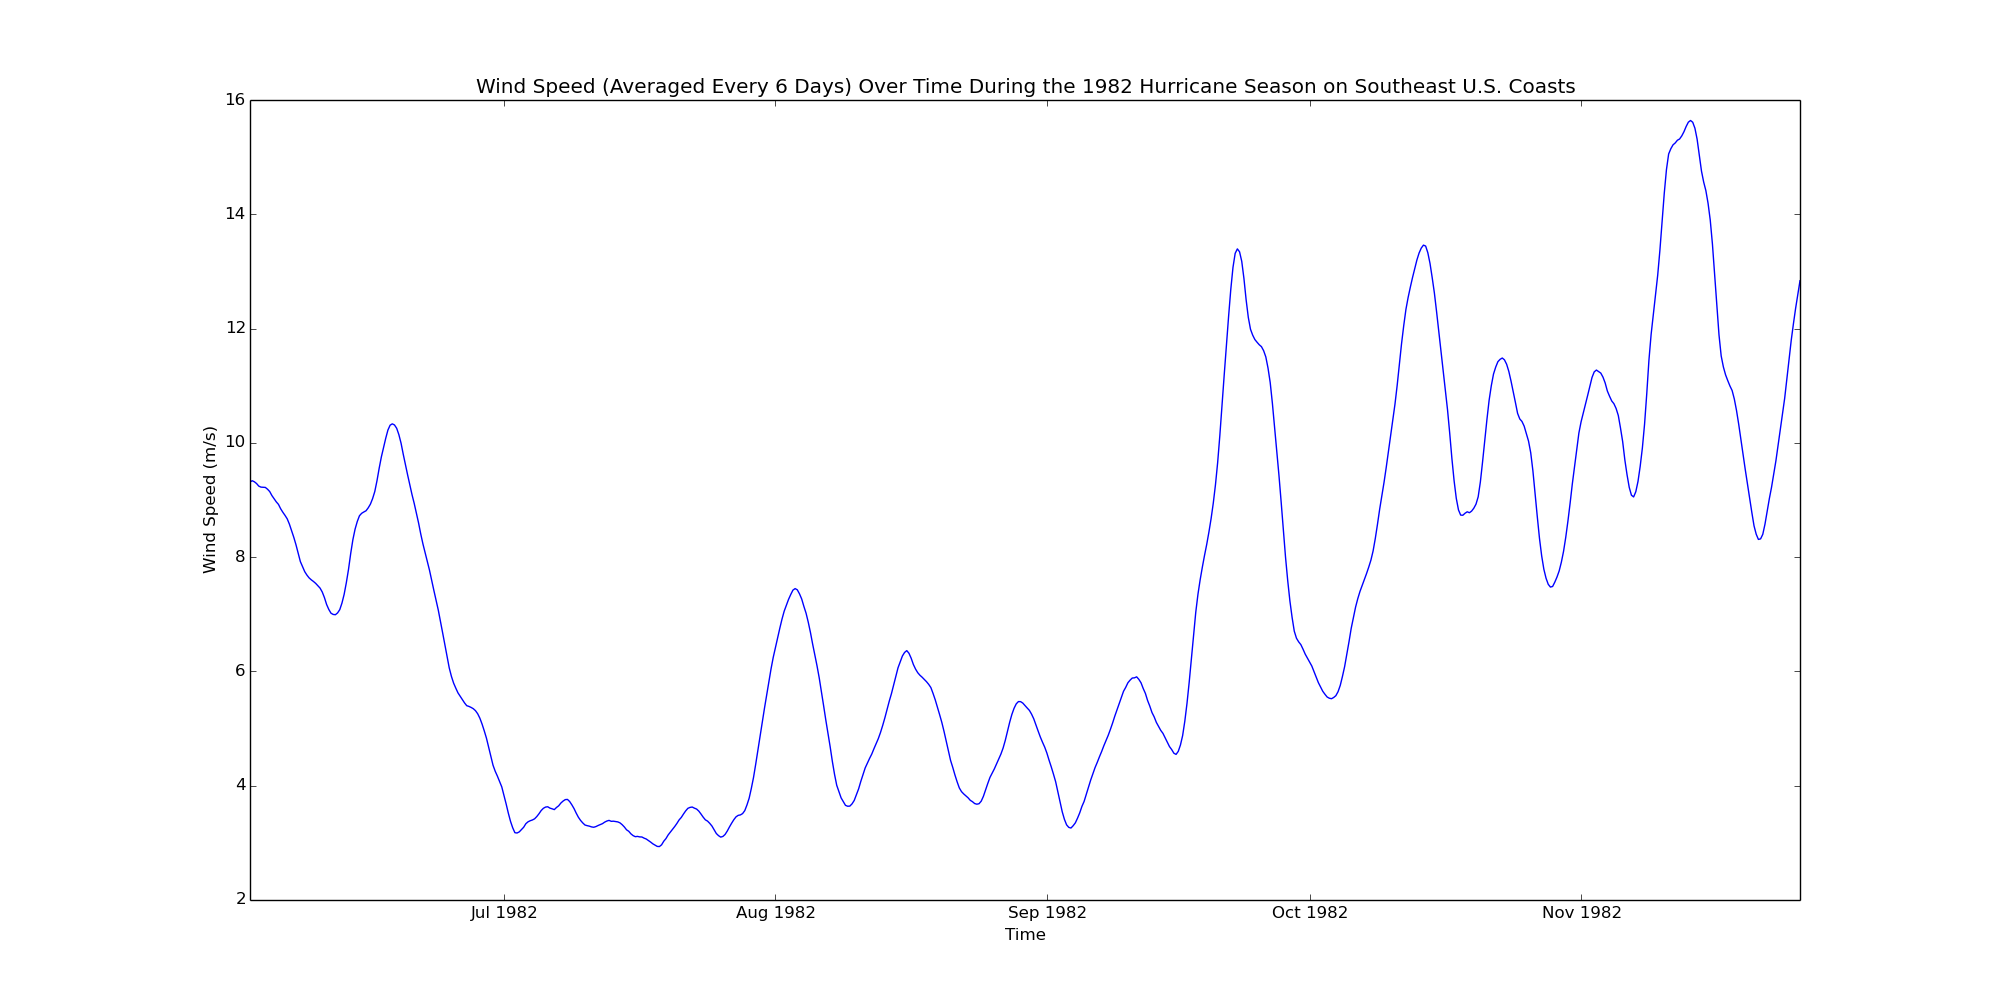 Wind Speed (Averaged Every 6 Days) Over Time During the 1982 Hurricane Season on Southeast U.S. Coasts
16
14
12
10
8
6
4
2
Wind Speed (m/s)
Jul 1982
Aug 1982
Sep 1982
Oct 1982
Nov 1982
Time